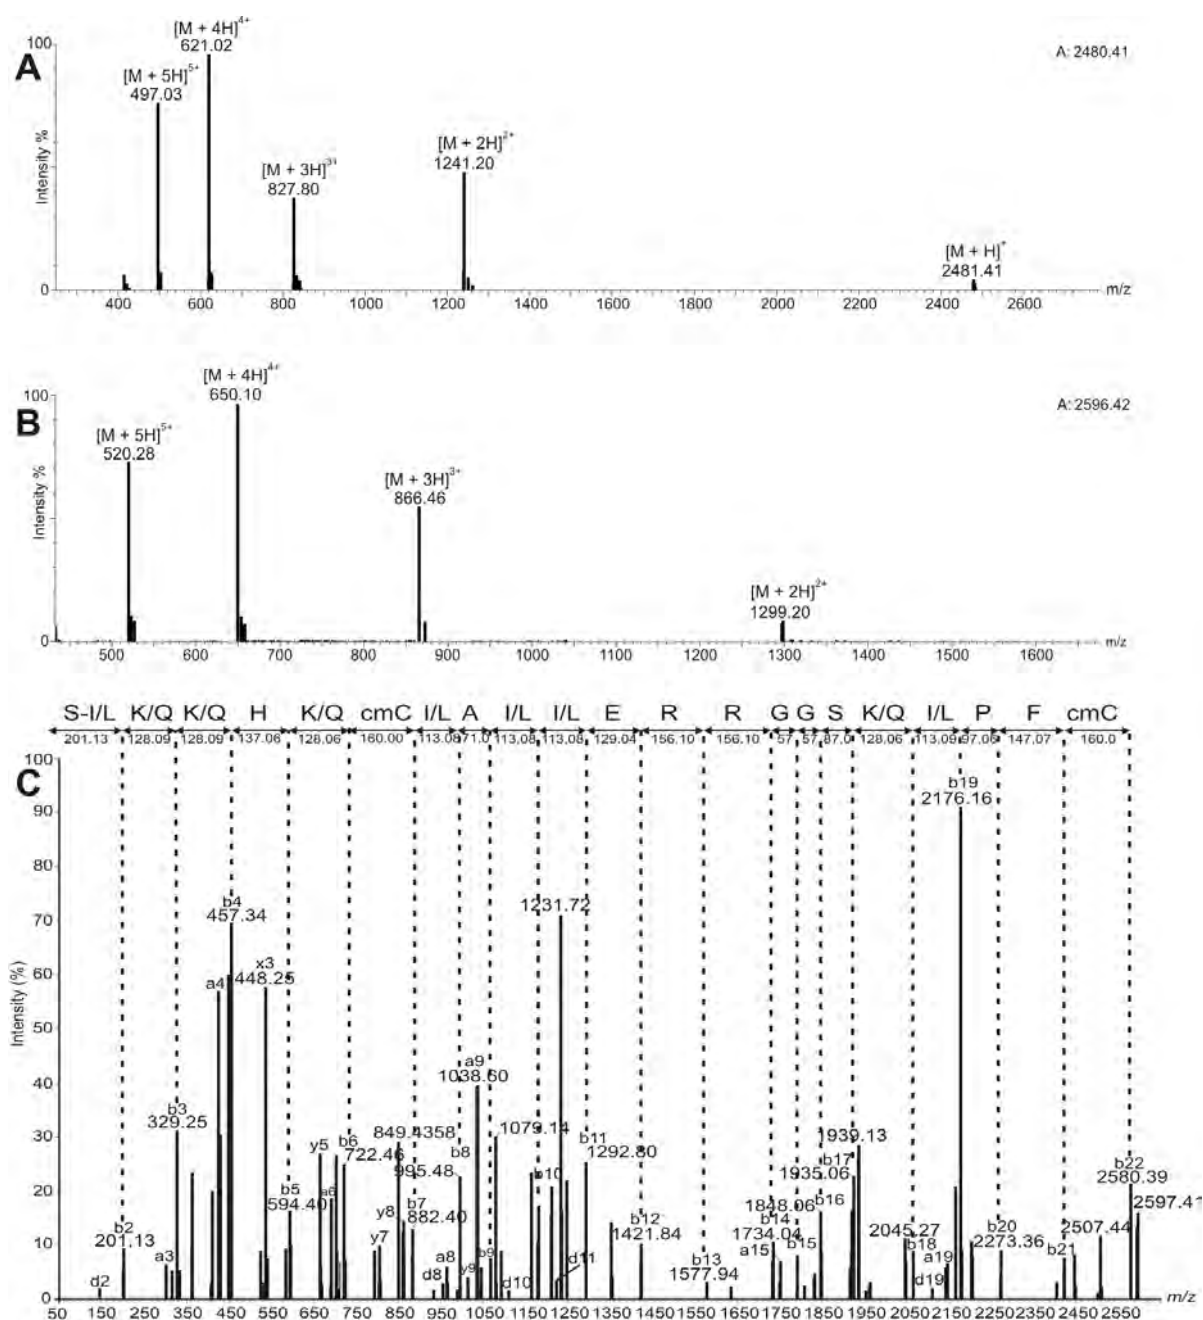 A
Intensity %
100
0
[M + 5H]5+
497.03
[M + 4H]4+
621.02
[M + 3H]3+
827.80
[M + 2H]2+
1241.20
[M + H]+
2481.41
A: 2480.41
400 600 800 1000 1200 1400 1600 1800 2000 2200 2400 2600 m/z
B
Intensity %
100
0
[M + 5H]5+
520.28
[M + 4H]4+
650.10
[M + 3H]3+
866.46
[M + 2H]2+
1299.20
A: 2596.42
500 600 700 800 900 1000 1100 1200 1300 1400 1500 1600 m/z
S-I/L K/Q K/Q H K/Q cmC I/L A I/L I/L E R R G G S K/Q I/L P F cmC
201.13 128.09 128.09 137.06 128.06 160.00 113.09 71.0 113.08 113.08 129.04 156.10 156.10 57. 57. 87.0 128.06 113.09 97.06 147.07 160.0
C
Intensity (%)
100
90
80
70
60
50
40
30
20
10
0
d2
b2
201.13
a3
b3
329.25
a4
b4
457.34
x3
448.25
b5
594.40
y5
a6
b6
722.46
y7
y8
849.4358
995.48
b7
882.40
d8
a8
b8
y9
a9
1038.60
b9
1079.14
d10
b10
1231.72
d11
b11
1292.80
b12
1421.84
b13
1577.94
1848.06
b14
1734.04
a15
b15
b16
1939.13
b17
1935.06
2045.27
b18
d19
a19
b19
2176.16
b20
2273.36
b21
2507.44
b22
2580.39
2597.41
50 150 250 350 450 550 650 750 850 950 1050 1150 1250 1350 1450 1550 1650 1750 1850 1950 2050 2150 2250 2350 2450 2550 m/z